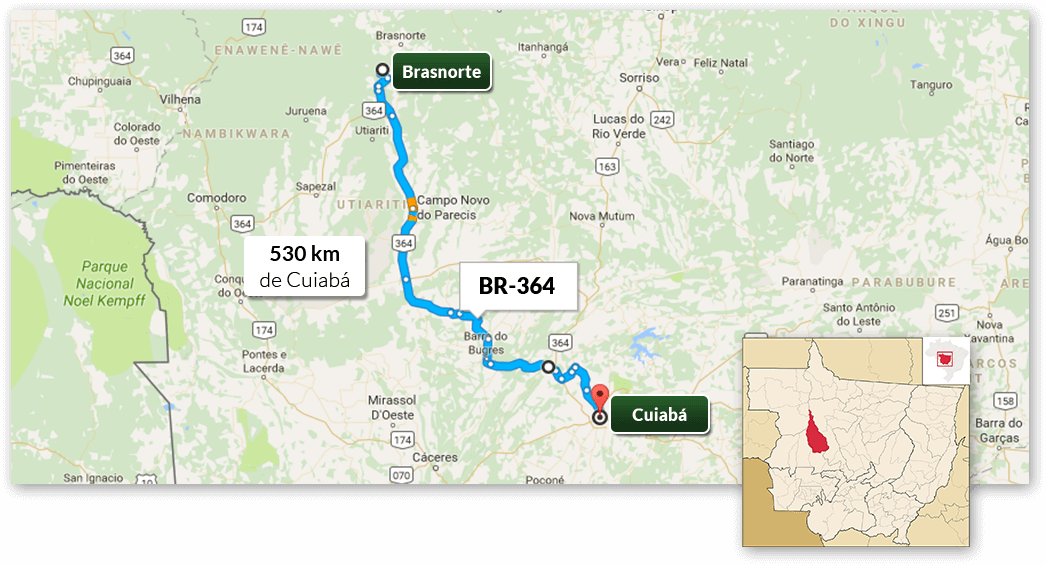 PARQUE
DO XINGU
174
Brasnorte
364
ENAWENÊ-NAWÊ
Itanhangá
Vera
Feliz Natal
Brasnorte
Chupinguaia
Sorriso
Tanguro
Vilhena
Juruena
364
Lucas do
Rio Verde
242
Colorado
do Oeste
NAMBIKWARA
Utiariti
Santiago
do Norte
Pimenteiras
do Oeste
163
Sapezal
Comodoro
UTIARITI
Campo Novo
do Parecis
Nova Mutum
364
364
530 km
de Cuiabá
Água Bo
Parque
Nacional
Noel Kempff
BR-364
Paranatinga
PARABUBURE
Santo Antônio
do Leste
251
Nova
Xavantina
174
Barra do
Bugres
364
Pontes e
Lacerda
Mirassol
D'Oeste
Cuiabá
158
Barra do
Garças
174
Cáceres
070
San Ignacio
Poconé